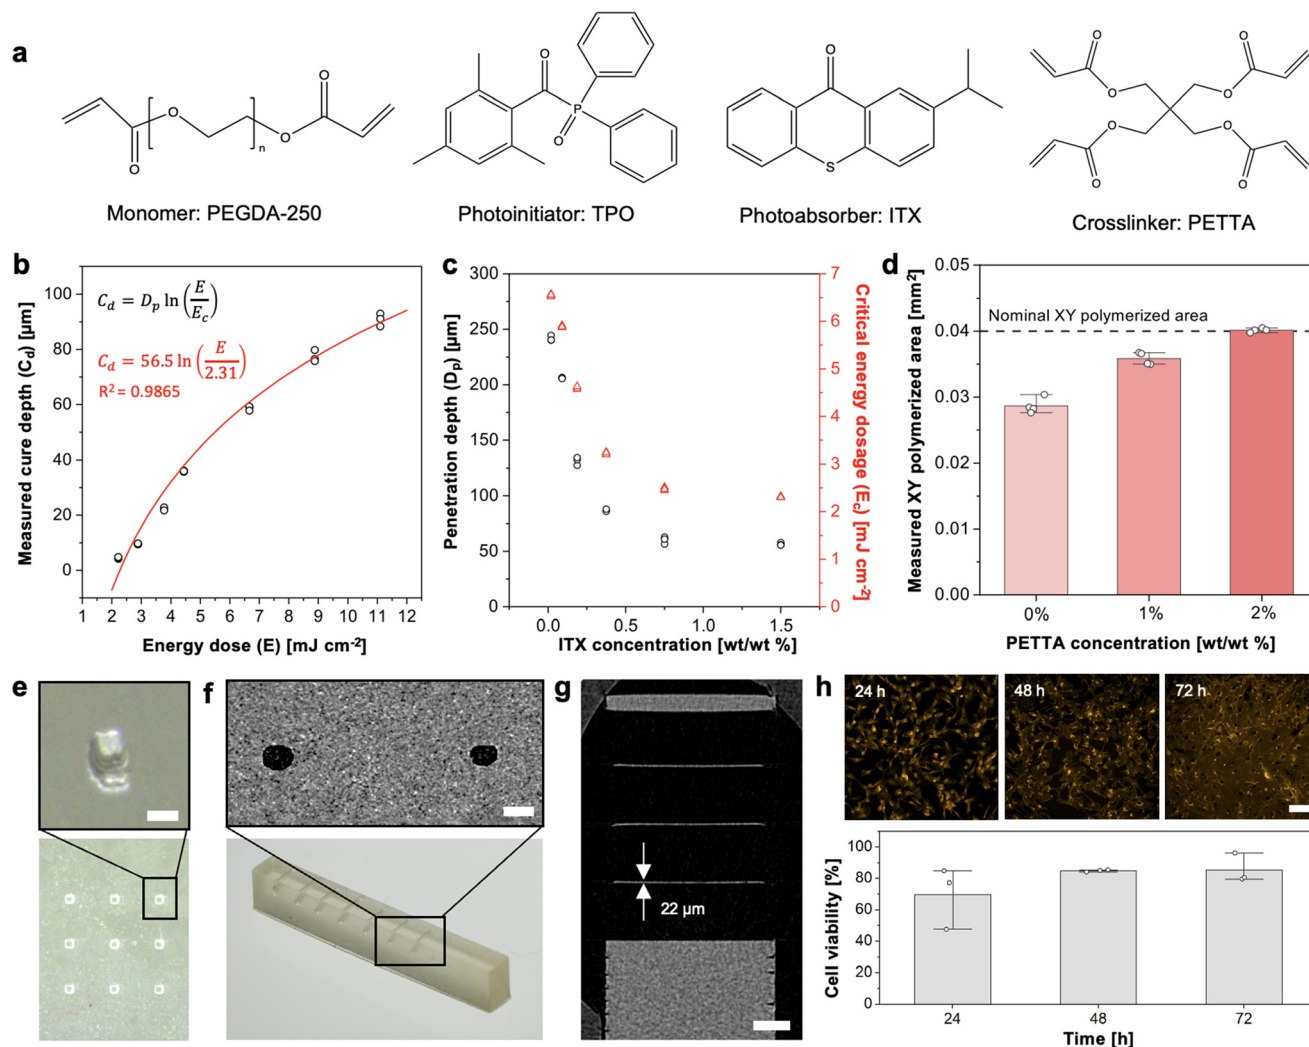 a
O
O
n
O
O
Monomer: PEGDA-250
O
P
O
Photoinitiator: TPO
O
S
Photoabsorber: ITX
O
O
O
O
O
O
O
O
Crosslinker: PETTA
b
Measured cure depth (C_d) [µm]
100
80
60
40
20
0
C_d = D_p ln(E/E_c)
C_d = 56.5 ln(E/2.31)
R² = 0.9865
1 2 3 4 5 6 7 8 9 10 11 12
Energy dose (E) [mJ cm⁻²]
c
Penetration depth (D_p) [µm]
300
250
200
150
100
50
0
0.0 0.5 1.0 1.5
ITX concentration [wt/wt %]
7
6
5
4
3
2
1
0
Critical energy dosage (E_c) [mJ cm⁻²]
d
Measured XY polymerized area [mm²]
0.05
0.04
0.03
0.02
0.01
0.00
Nominal XY polymerized area
0% 1% 2%
PETTA concentration [wt/wt %]
e
f
g
22 µm
h
24 h
48 h
72 h
Cell viability [%]
100
80
60
40
20
0
24 48 72
Time [h]